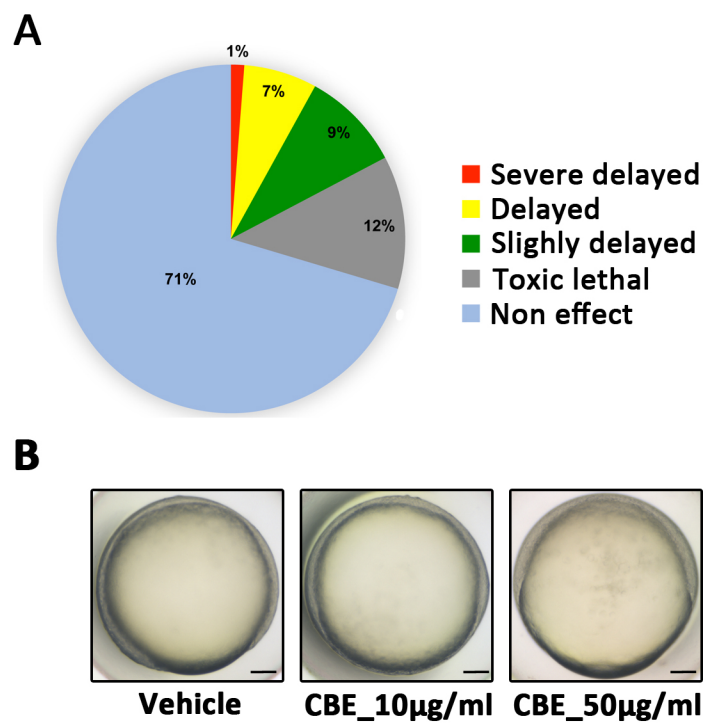 A
1%
7%
9%
12%
71%
Severe delayed
Delayed
Slighly delayed
Toxic lethal
Non effect
B
Vehicle
CBE_10µg/ml
CBE_50µg/ml